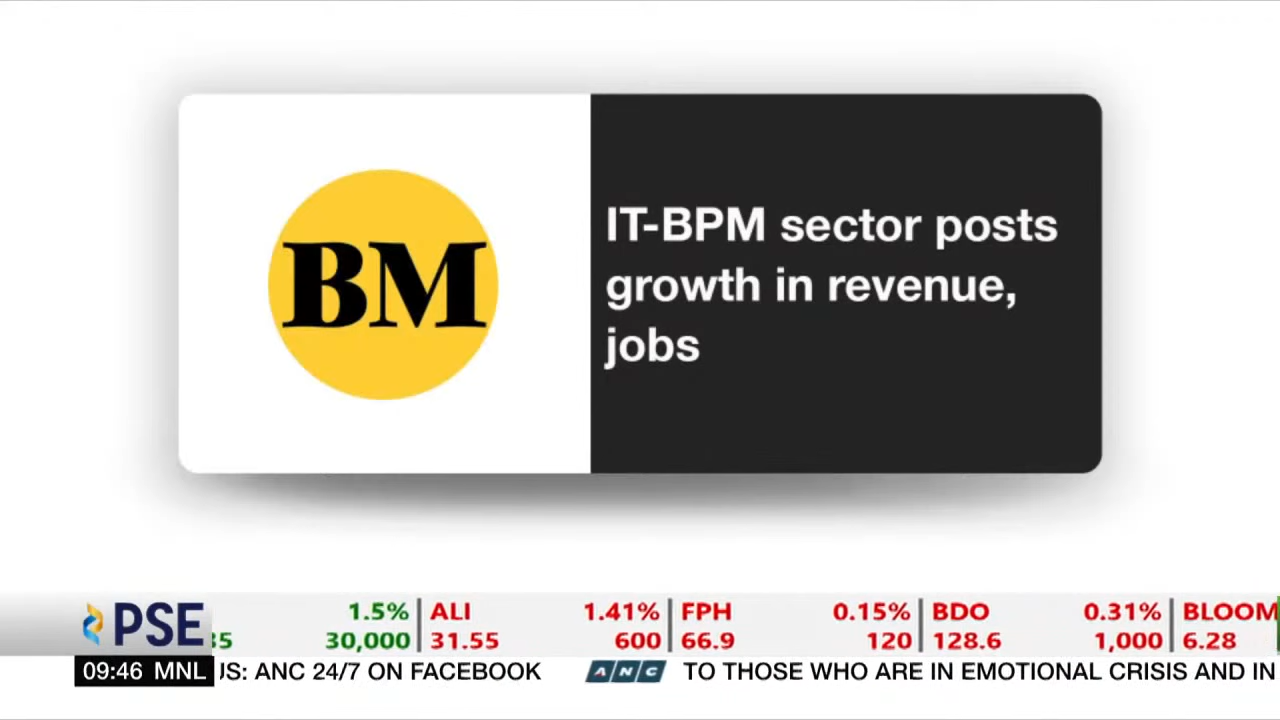 BM
IT-BPM sector posts
growth in revenue,
jobs
PSE
1.5% ALI 1.41% FPH 0.15% BDO 0.31% BLOOM
35 30,000 31.55 600 66.9 120 128.6 1,000 6.28
09:46 MNL US: ANC 24/7 ON FACEBOOK ANC TO THOSE WHO ARE IN EMOTIONAL CRISIS AND IN